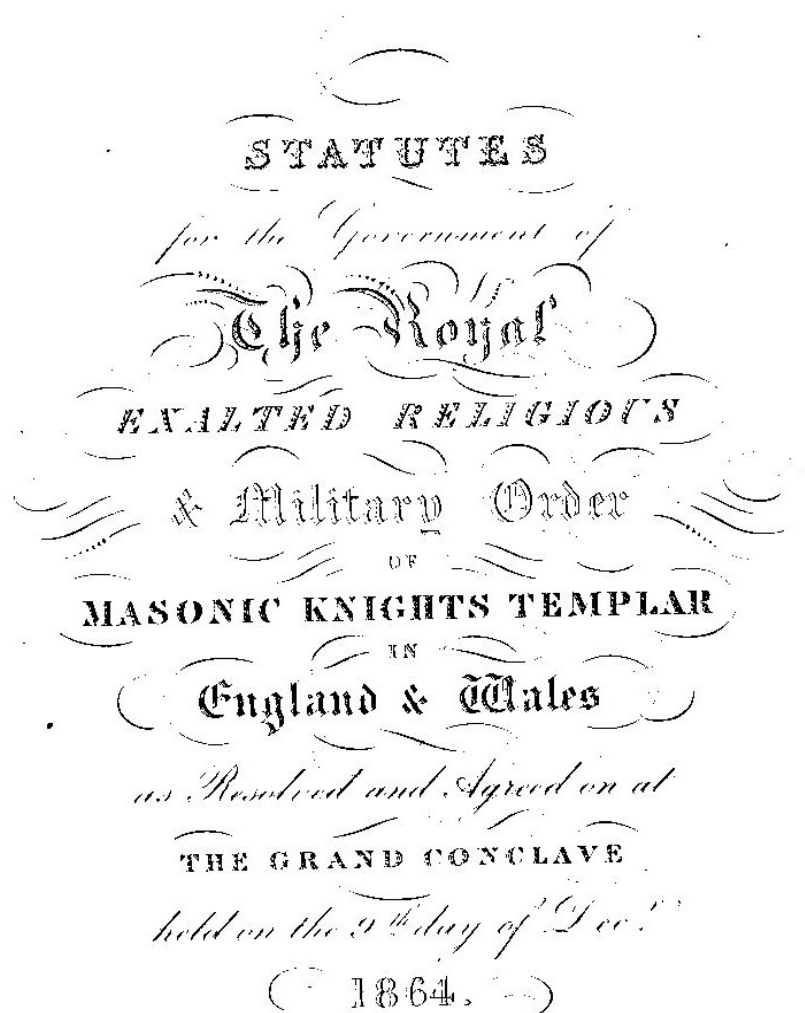 STATUTES
for the Government of
The Royal
EXALTED RELIGIOUS
& Military Order
OF
MASONIC KNIGHTS TEMPLAR
IN
England & Wales
as Resolved and Agreed on at
THE GRAND CONCLAVE
held on the 9th day of Decr.
1864.